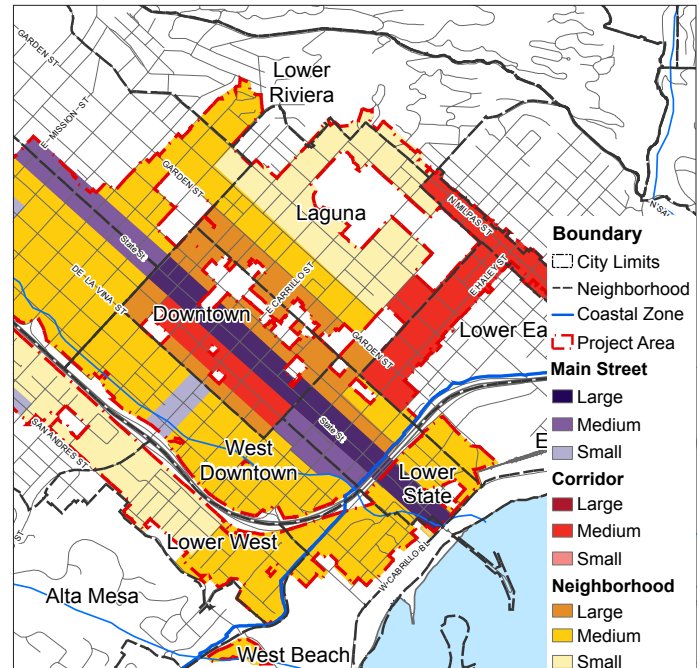 GARDEN ST
Lower
Riviera
E MISSION ST
GARDEN ST
N MILPAS ST
Laguna
State St.
E CARRILLO ST
E HALEY ST
DE LA VINA ST
Downtown
GARDEN ST
Lower Ea
SAN ANDRES ST
State St.
West
Downtown
Lower
State
E
ST
Lower West
W CABRILLO BL
Alta Mesa
West Beach
N SA
Boundary
City Limits
Neighborhood
Coastal Zone
Project Area
Main Street
Large
Medium
Small
Corridor
Large
Medium
Small
Neighborhood
Large
Medium
Small